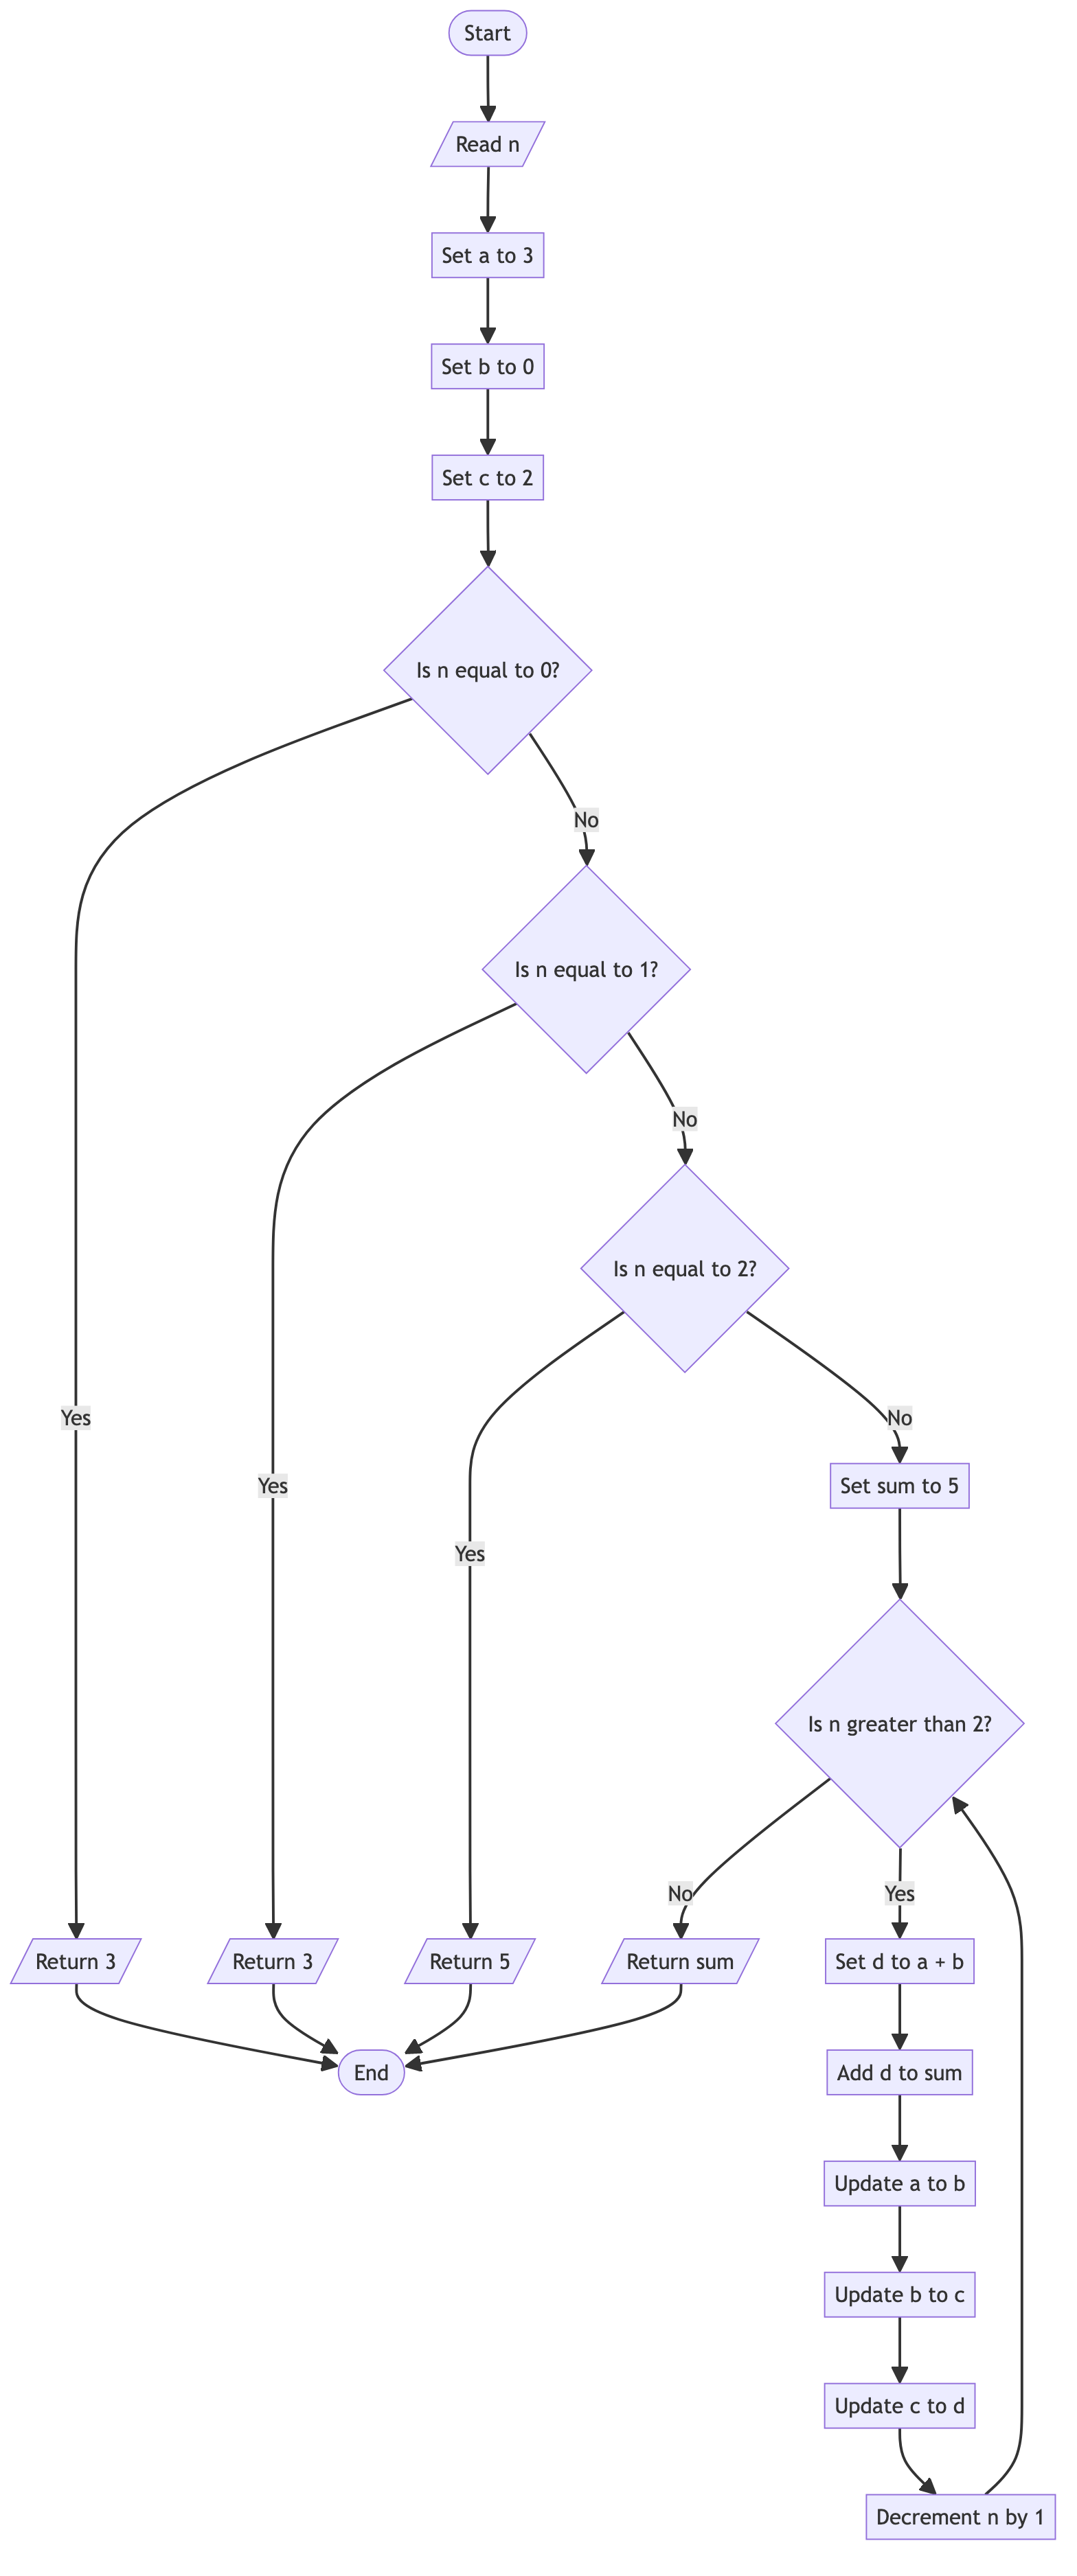 Start
Read n
Set a to 3
Set b to 0
Set c to 2
Is n equal to 0?
No
Is n equal to 1?
No
Is n equal to 2?
Yes
No
Yes
Set sum to 5
Yes
Is n greater than 2?
No
Yes
Return 3
Return 3
Return 5
Return sum
Set d to a + b
End
Add d to sum
Update a to b
Update b to c
Update c to d
Decrement n by 1